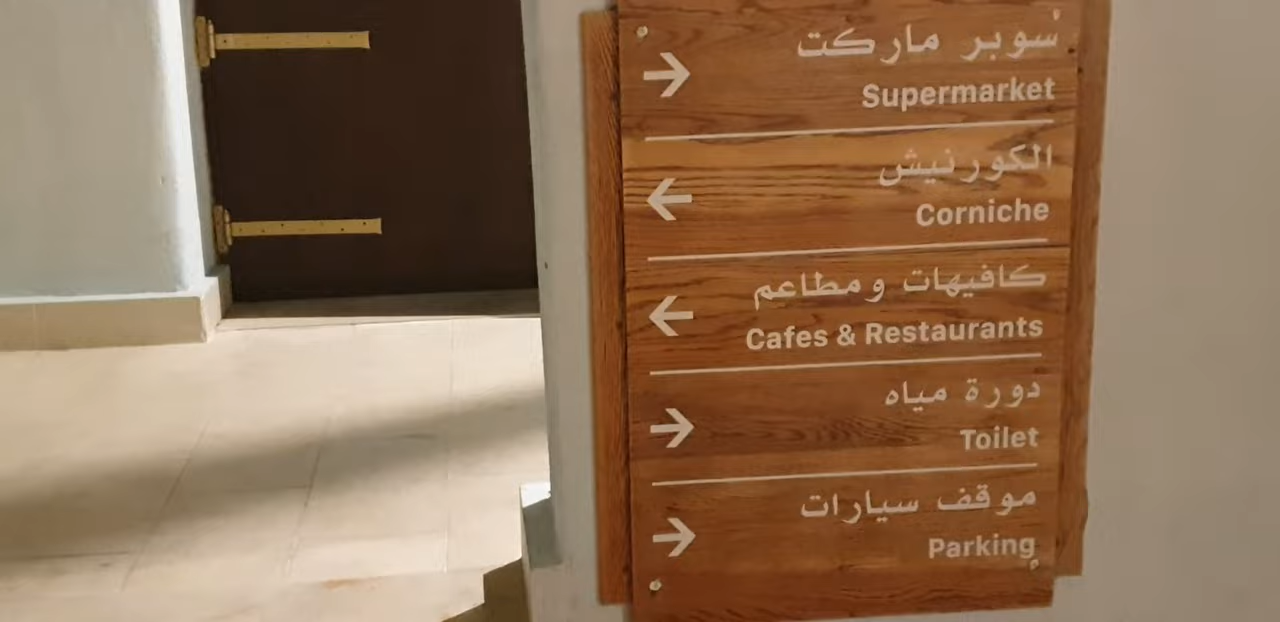 سوبر ماركت
Supermarket
الكورنيش
Corniche
كافيهات ومطاعم
Cafes & Restaurants
دورة مياه
Toilet
موقف سيارات
Parking